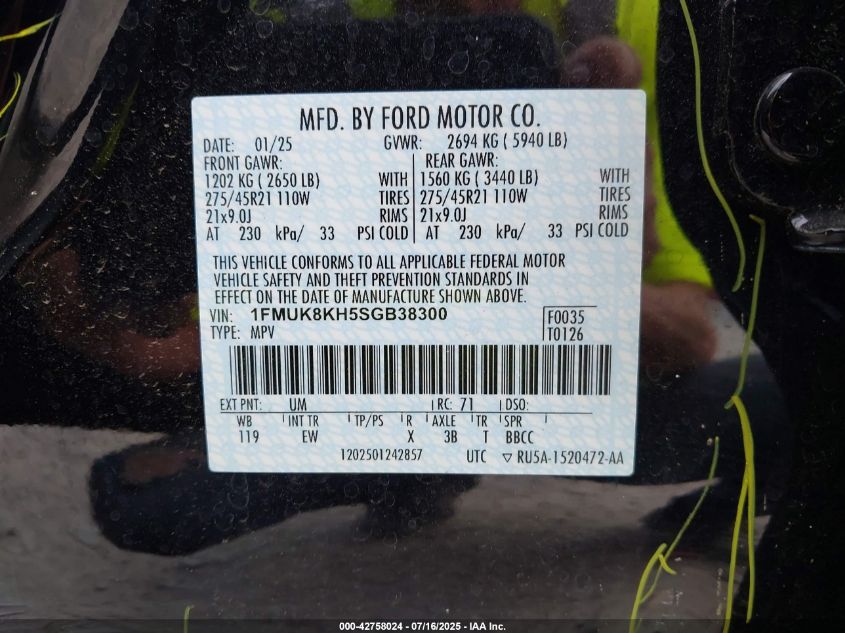 MFD. BY FORD MOTOR CO.
DATE: 01/25 GVWR: 2694 KG ( 5940 LB)
FRONT GAWR: REAR GAWR:
1202 KG ( 2650 LB) WITH 1560 KG ( 3440 LB) WITH
275/45R21 110W TIRES 275/45R21 110W TIRES
21x9.0J RIMS 21x9.0J RIMS
AT 230 kPa/ 33 PSI COLD AT 230 kPa/ 33 PSI COLD
THIS VEHICLE CONFORMS TO ALL APPLICABLE FEDERAL MOTOR
VEHICLE SAFETY AND THEFT PREVENTION STANDARDS IN
EFFECT ON THE DATE OF MANUFACTURE SHOWN ABOVE.
VIN: 1FMUK8KH5SGB38300 F0035
TYPE: MPV T0126
EXT PNT: UM RC: 71 DSO:
WB INT TR TP/PS R AXLE TR SPR
119 EW X 3B T BBCC
1202501242857 UTC ▽ RU5A-1520472-AA
000-42758024 - 07/16/2025 - IAA Inc.